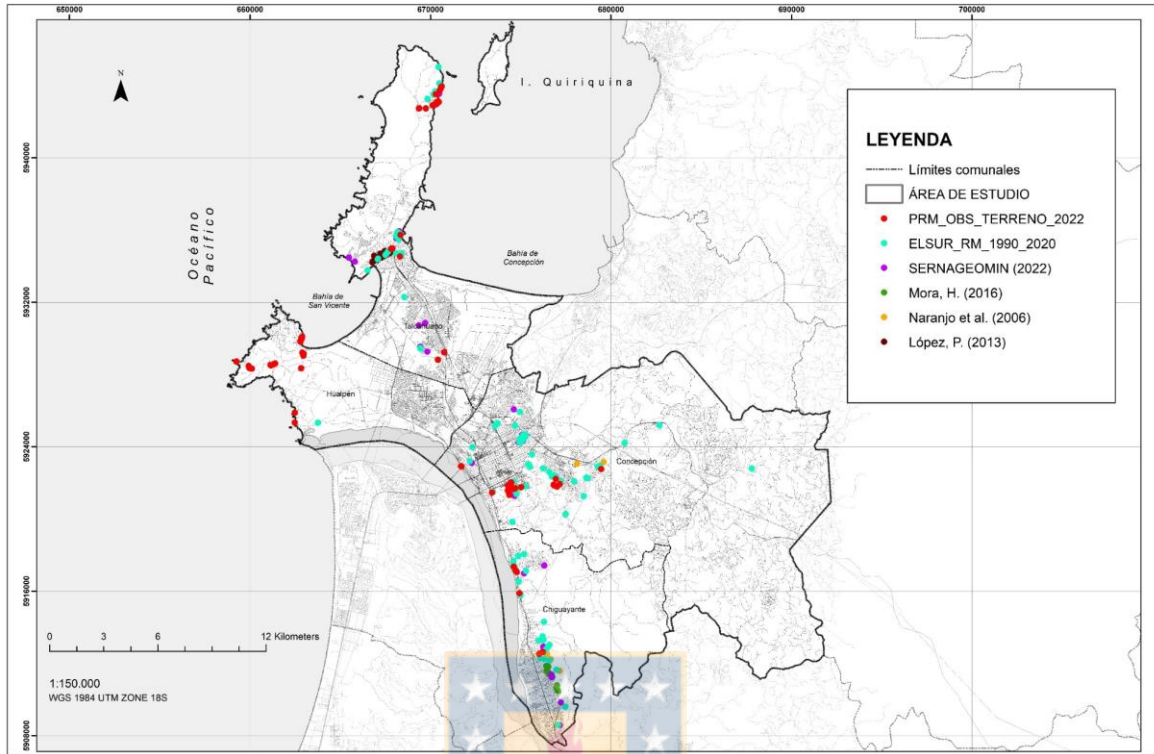 650000 660000 670000 680000 690000 700000
N
I. Quiriquina
5940000
Océano
Pacífico
Bahía de
Concepción
Bahía de
San Vicente
5932000
Talcahuano
Hualpén
5924000
Concepción
5916000
Chiguayante
5908000
0 3 6 12 Kilometers
1:150.000
WGS 1984 UTM ZONE 18S
LEYENDA
Límites comunales
ÁREA DE ESTUDIO
PRM_OBS_TERRENO_2022
ELSUR_RM_1990_2020
SERNAGEOMIN (2022)
Mora, H. (2016)
Naranjo et al. (2006)
López, P. (2013)